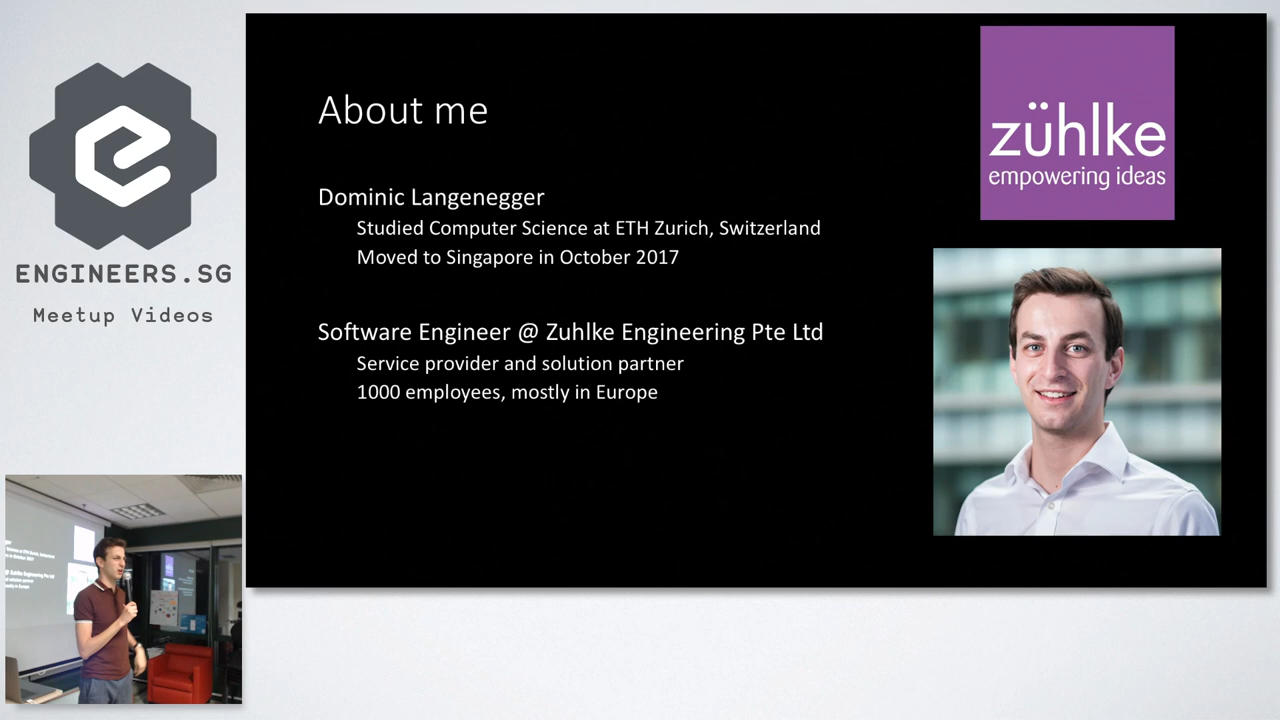 ENGINEERS.SG
Meetup Videos
About me
Dominic Langenegger
Studied Computer Science at ETH Zurich, Switzerland
Moved to Singapore in October 2017
Software Engineer @ Zuhlke Engineering Pte Ltd
Service provider and solution partner
1000 employees, mostly in Europe
zühlke
empowering ideas